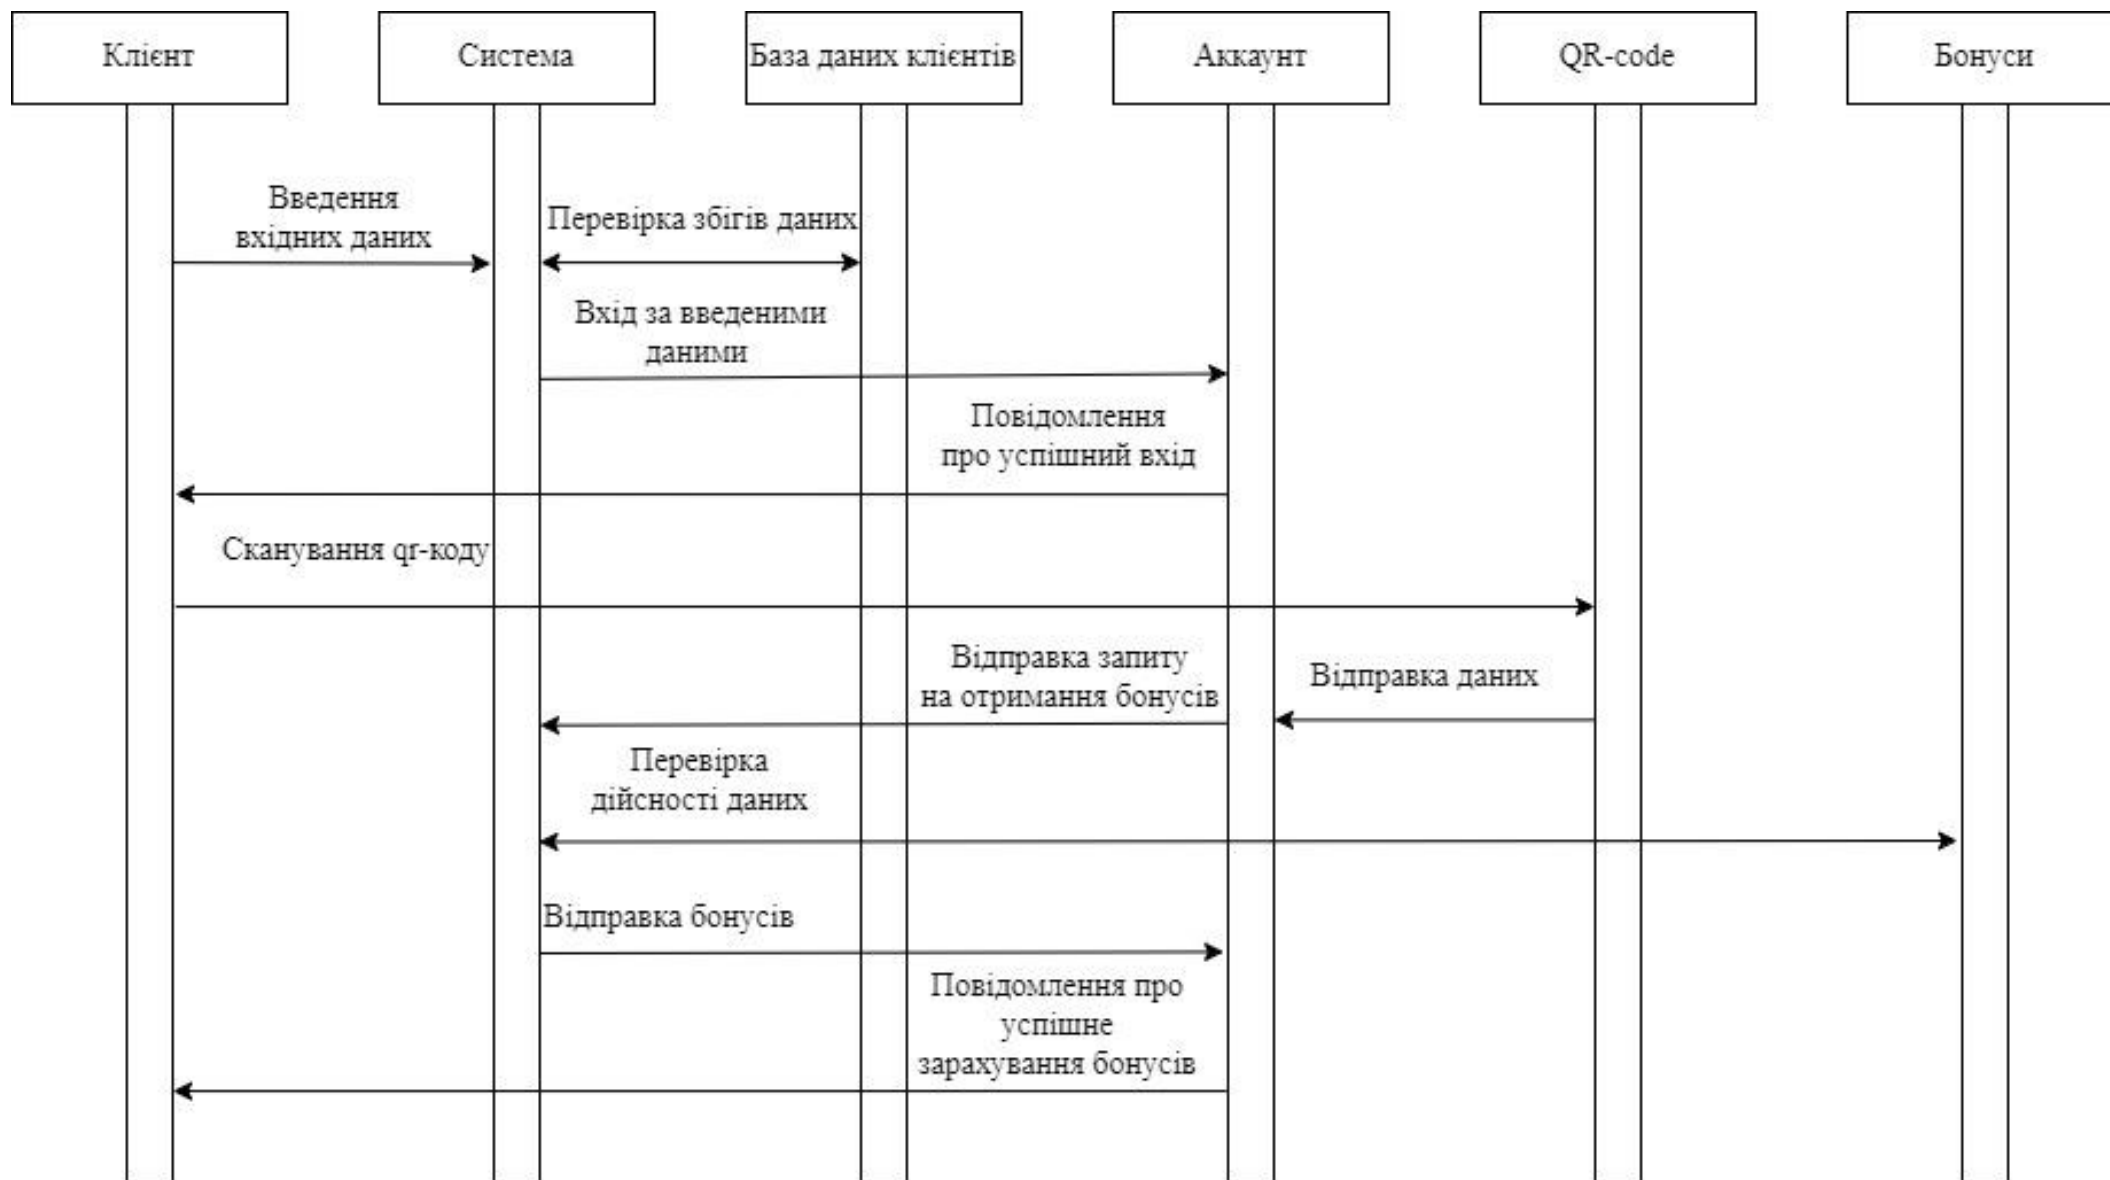 Клієнт
Система
База даних клієнтів
Аккаунт
QR-code
Бонуси
Введення
вхідних даних
Перевірка збігів даних
Вхід за введеними
даними
Повідомлення
про успішний вхід
Сканування qr-коду
Відправка запиту
на отримання бонусів
Відправка даних
Перевірка
дійсності даних
Відправка бонусів
Повідомлення про
успішне
зарахування бонусів